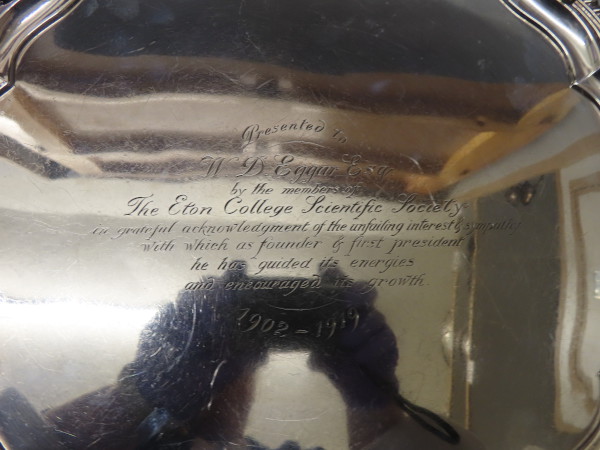 Presented to
W. D. Eggar Esq
by the members of
The Eton College Scientific Society
in grateful acknowledgment of the unfailing interest & sympathy
with which as founder & first president
he has guided its energies
and encouraged its growth.
1902-1919